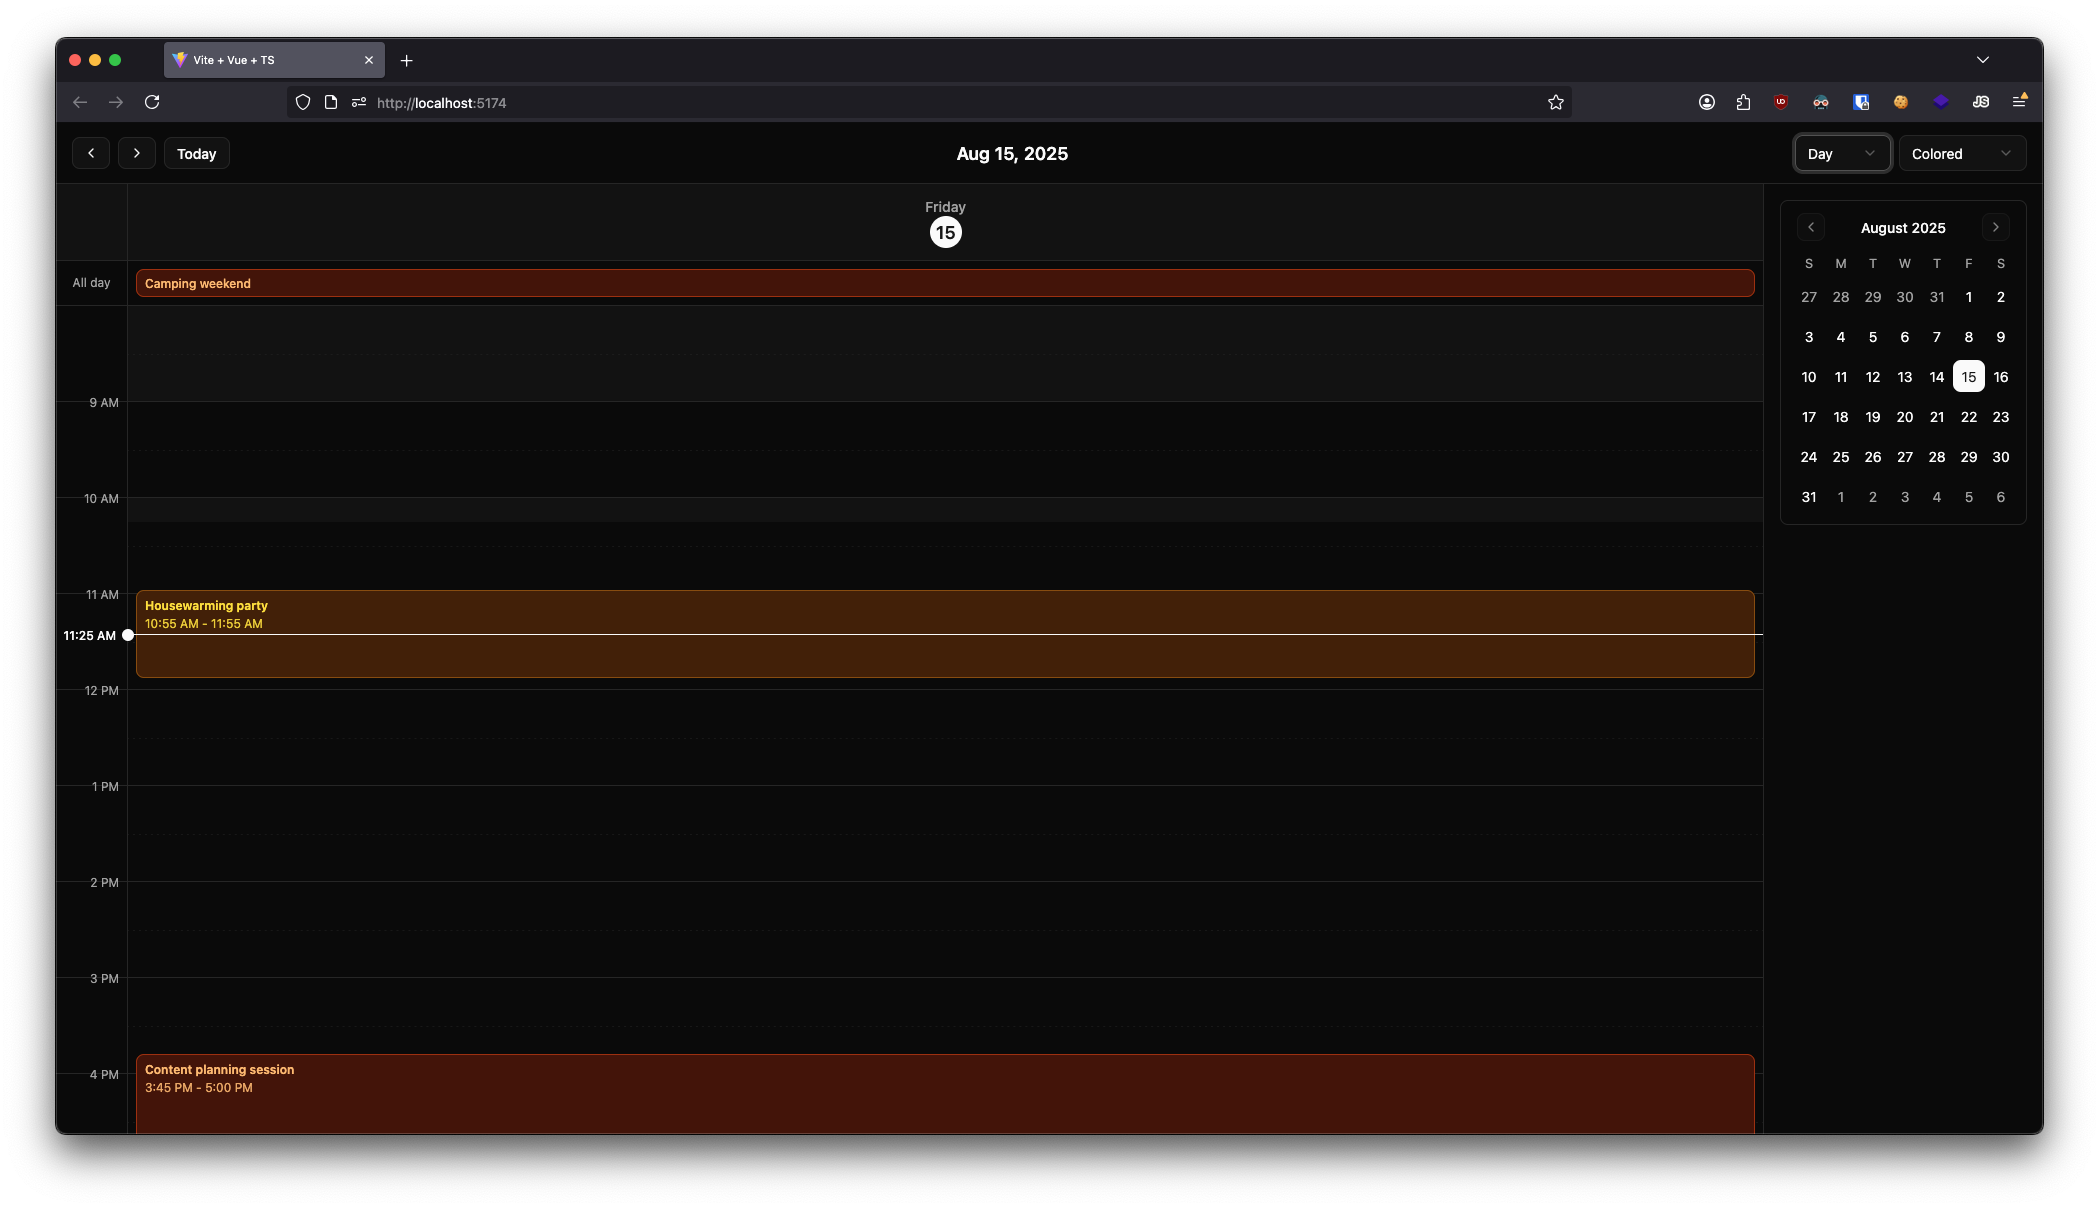 Vite + Vue + TS
http://localhost:5174
JS
Today
Aug 15, 2025
Day
Colored
Friday
15
All day
Camping weekend
9 AM
10 AM
11 AM
Housewarming party
10:55 AM - 11:55 AM
11:25 AM
12 PM
1 PM
2 PM
3 PM
Content planning session
3:45 PM - 5:00 PM
4 PM
August 2025
S M T W T F S
27 28 29 30 31 1 2
3 4 5 6 7 8 9
10 11 12 13 14 15 16
17 18 19 20 21 22 23
24 25 26 27 28 29 30
31 1 2 3 4 5 6